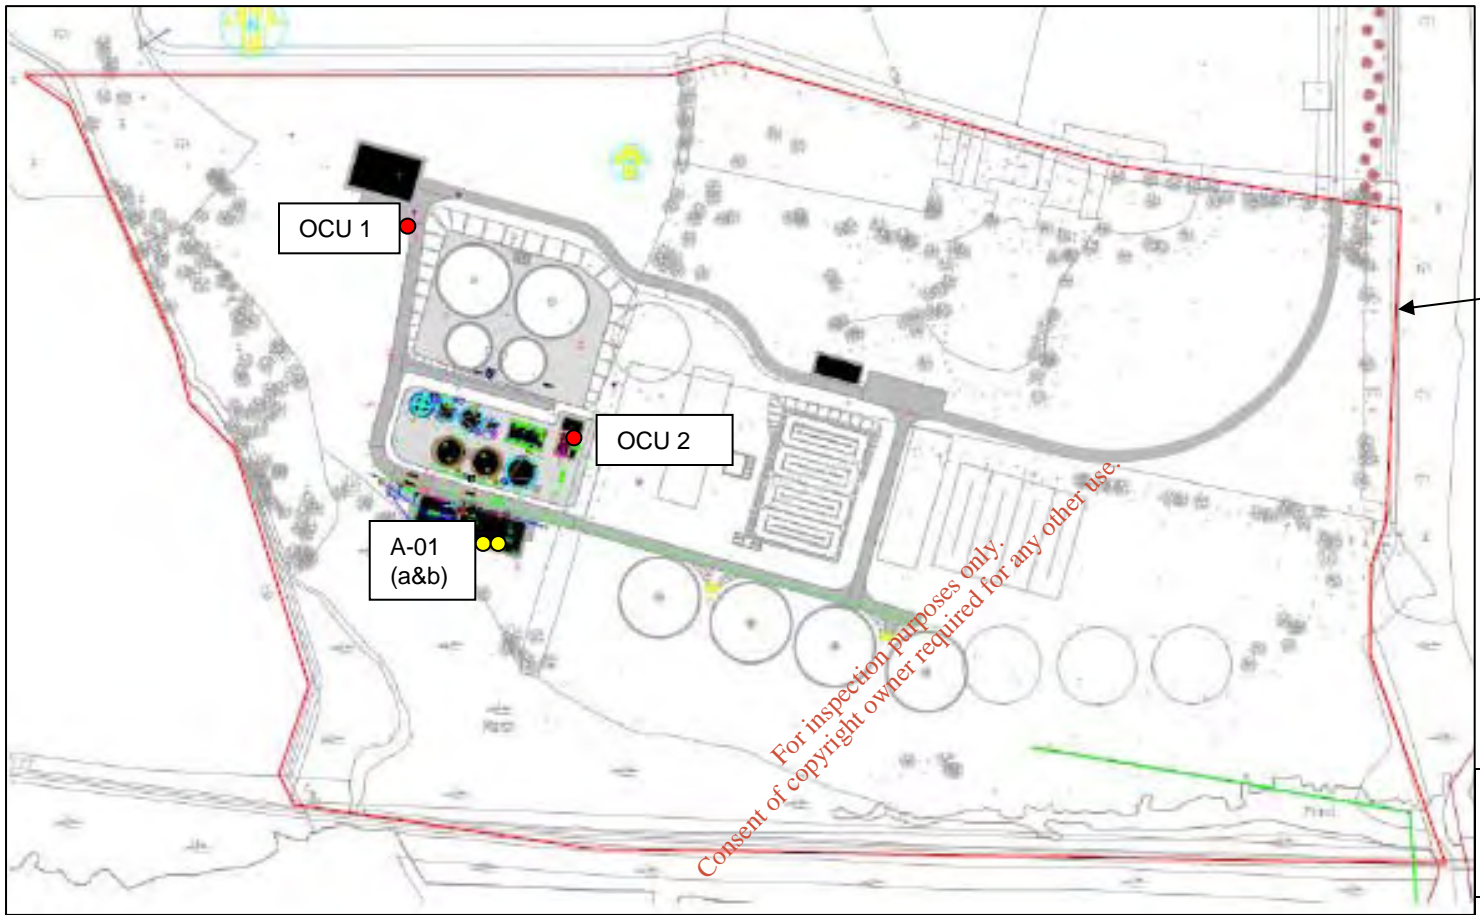 OCU 1
OCU 2
A-01
(a&b)
For inspection purposes only.
Consent of copyright owner required for any other use.